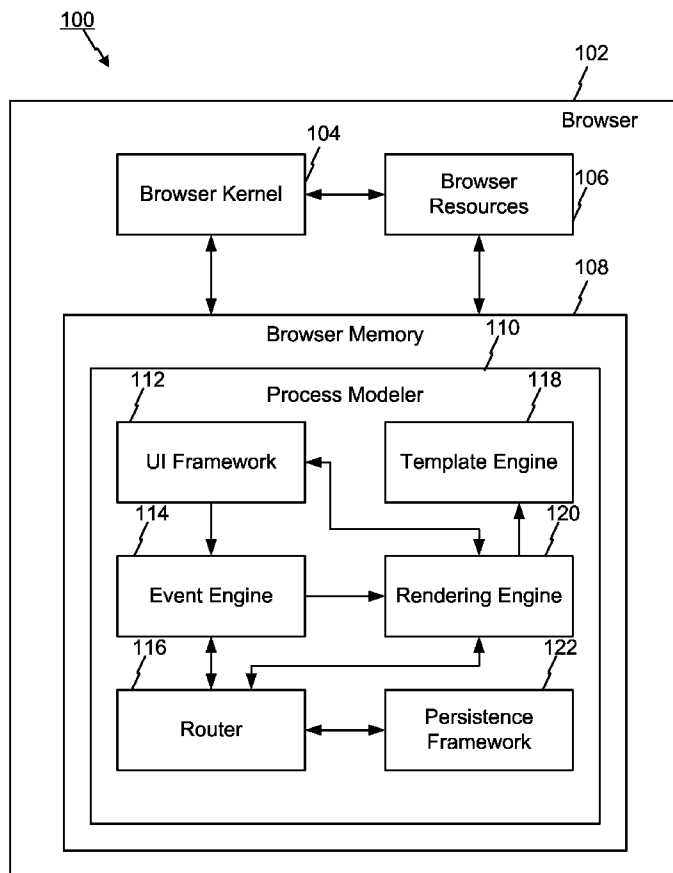 100
102
Browser
104
Browser Kernel
Browser
Resources
106
108
Browser Memory
110
Process Modeler
112
118
UI Framework
Template Engine
114
120
Event Engine
Rendering Engine
116
122
Router
Persistence
Framework